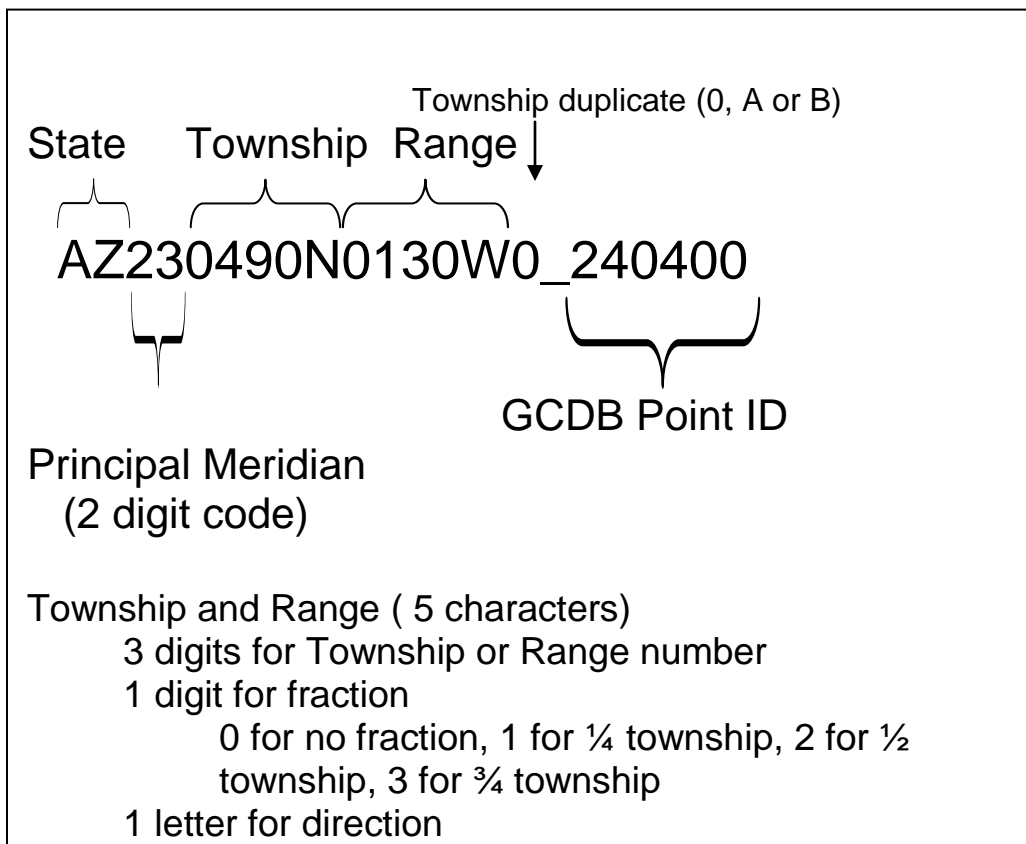 Township duplicate (0, A or B)
State Township Range
AZ230490N0130W0_240400
GCDB Point ID
Principal Meridian
(2 digit code)
Township and Range ( 5 characters)
3 digits for Township or Range number
1 digit for fraction
0 for no fraction, 1 for ¼ township, 2 for ½
township, 3 for ¾ township
1 letter for direction